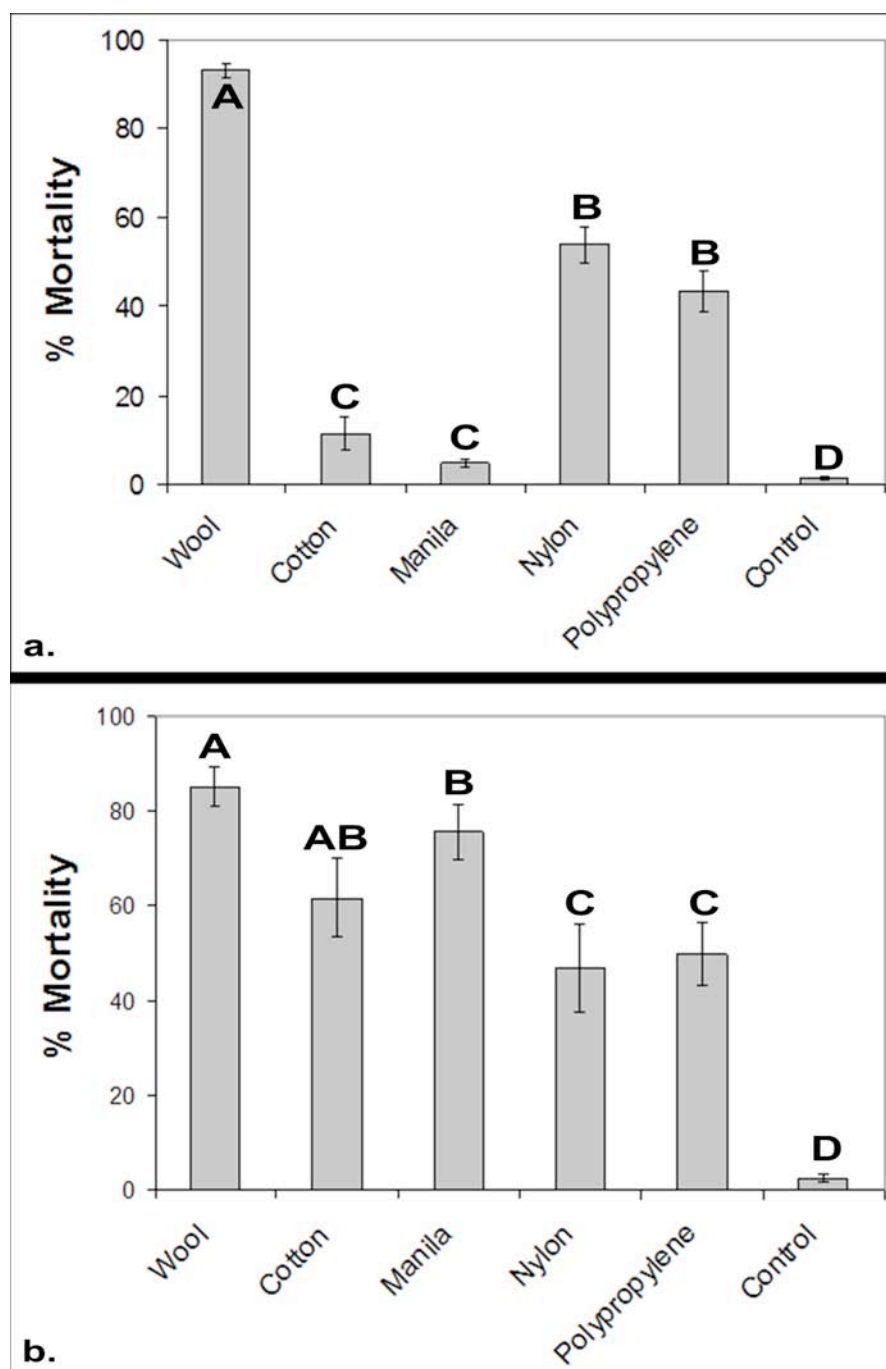 100
80
60
40
20
0
% Mortality
A
C
C
B
B
D
Wool
Cotton
Manila
Nylon
Polypropylene
Control
a.
100
80
60
40
20
0
% Mortality
A
AB
B
C
C
D
Wool
Cotton
Manila
Nylon
Polypropylene
Control
b.